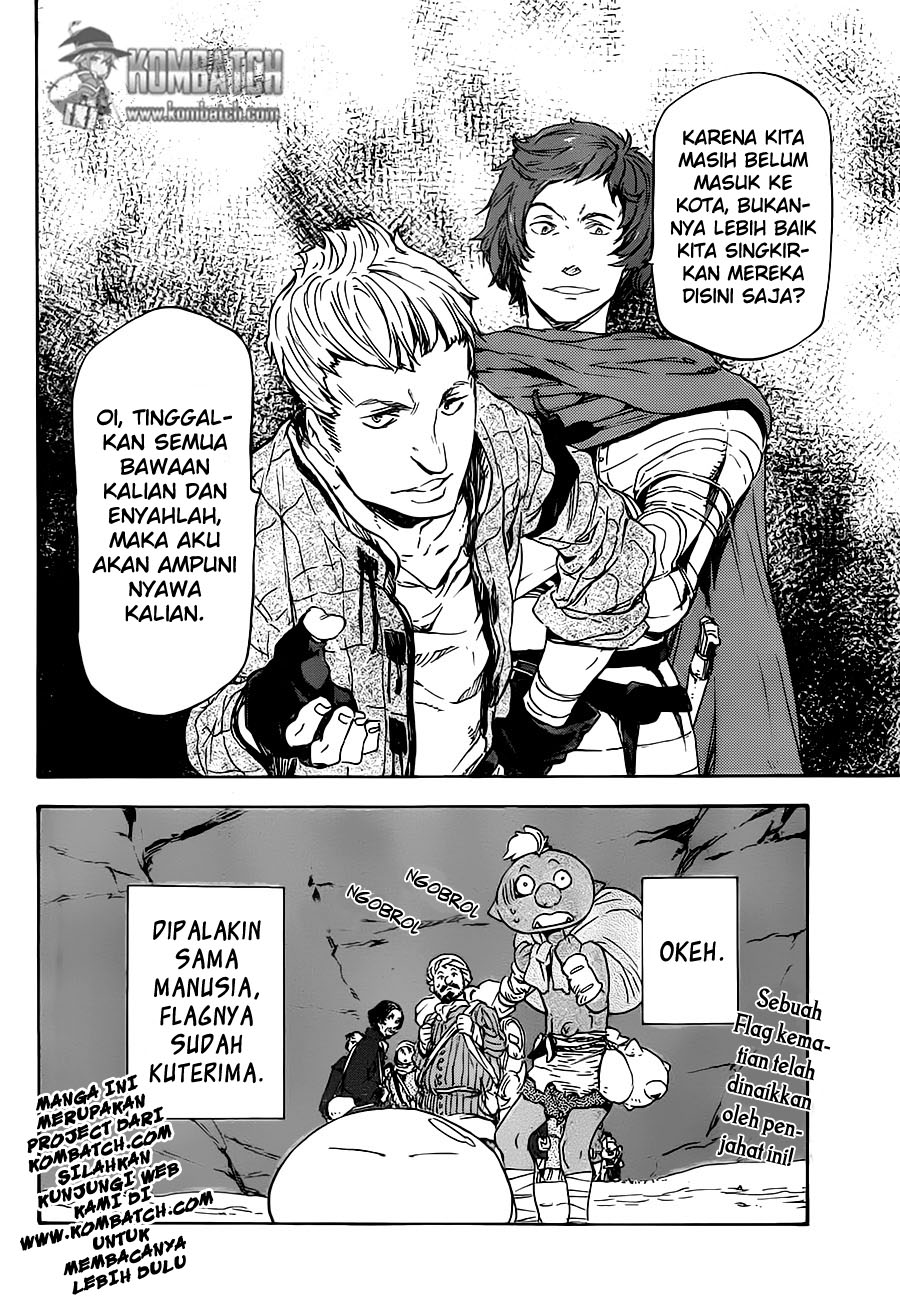 KOMBATCH
www.kombatch.com
KARENA KITA
MASIH BELUM
MASUK KE
KOTA, BUKAN-
NYA LEBIH BAIK
KITA SINGKIR-
KAN MEREKA
DISINI SAJA?
OI, TINGGAL-
KAN SEMUA
BAWAAN
KALIAN DAN
ENYAHLAH,
MAKA AKU
AKAN AMPUNI
NYAWA
KALIAN.
OKEH.
NGOBROL
NGOBROL
DIPALAKIN
SAMA
MANUSIA,
FLAGNYA
SUDAH
KUTERIMA.
Sebuah
Flag kema-
tian telah
dinaikkan
oleh pen-
jahat ini!
MANGA INI
MERUPAKAN
PROJECT DARI
KOMBATCH.COM
SILAHKAN
KUNJUNGI WEB
KAMI DI
WWW.KOMBATCH.COM
UNTUK
MEMBACANYA
LEBIH DULU